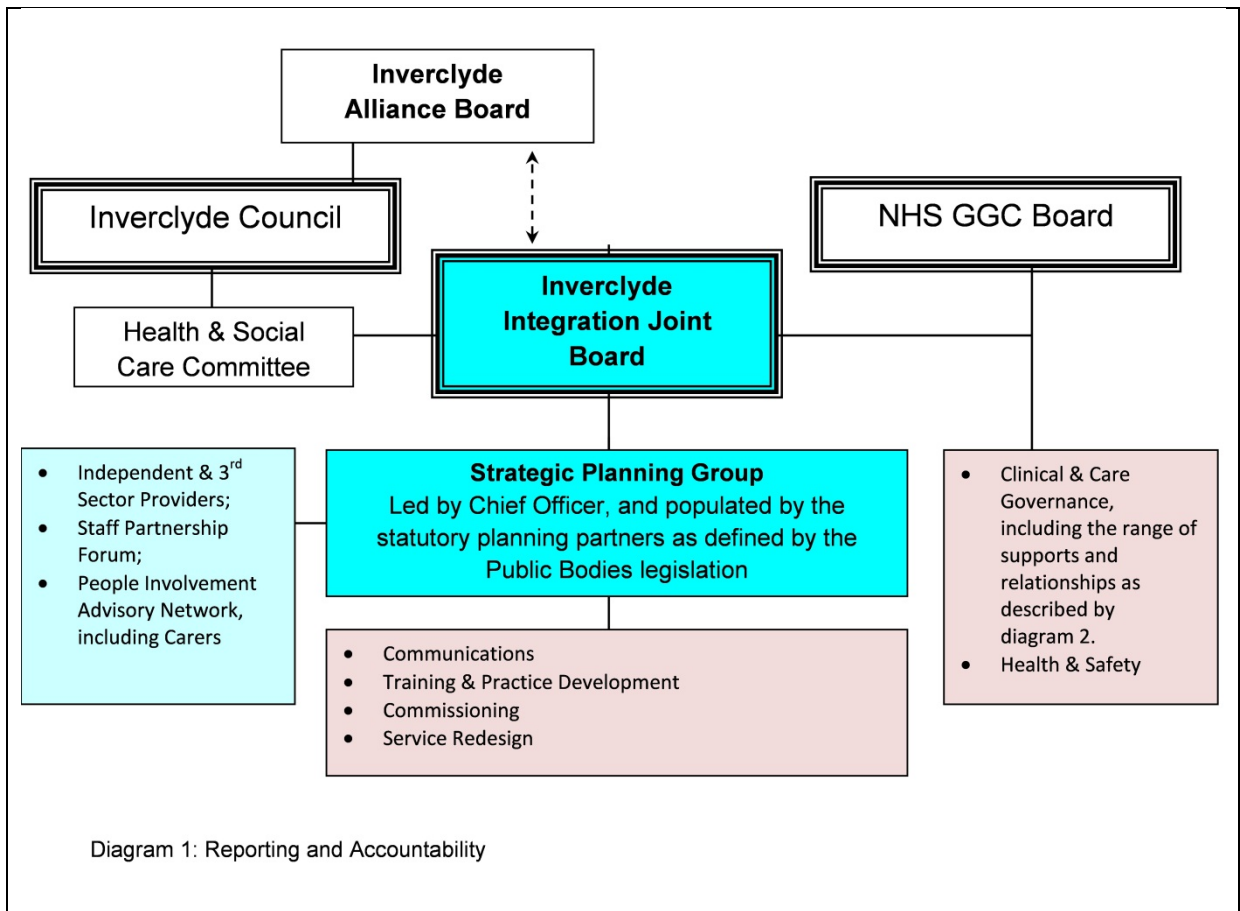 Inverclyde
Alliance Board
Inverclyde Council
NHS GGC Board
Inverclyde
Integration Joint
Board
Health & Social
Care Committee
• Independent & 3rd
Sector Providers;
• Staff Partnership
Forum;
• People Involvement
Advisory Network,
including Carers
Strategic Planning Group
Led by Chief Officer, and populated by the
statutory planning partners as defined by the
Public Bodies legislation
• Clinical & Care
Governance,
including the range of
supports and
relationships as
described by
diagram 2.
• Health & Safety
• Communications
• Training & Practice Development
• Commissioning
• Service Redesign
Diagram 1: Reporting and Accountability